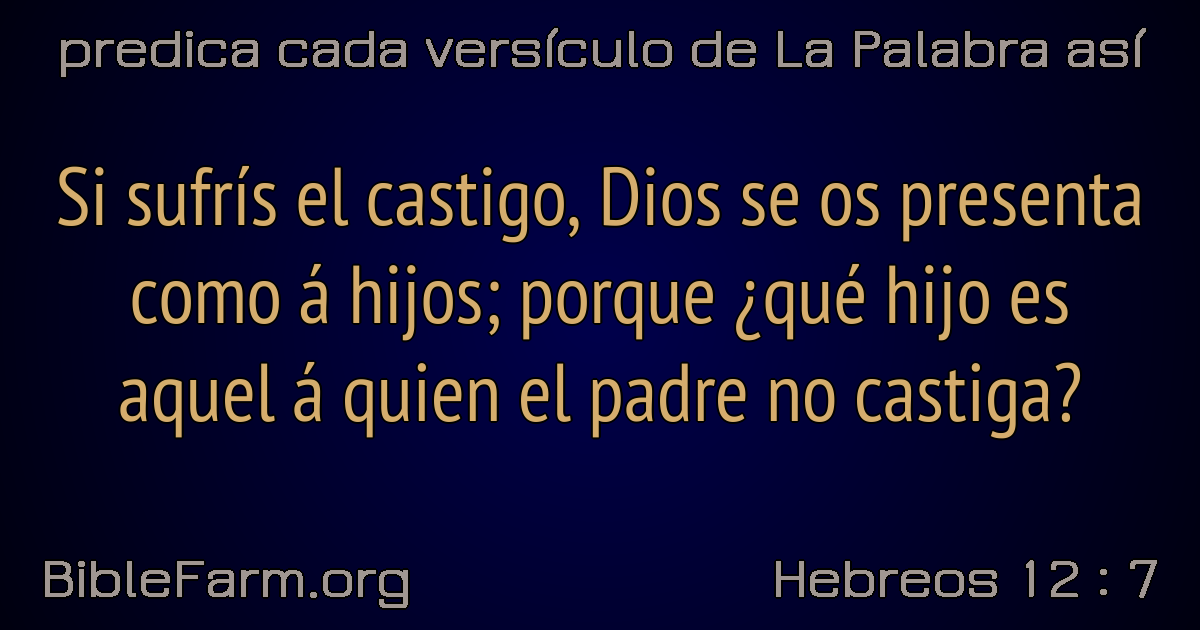 predica cada versículo de La Palabra así
Si sufrís el castigo, Dios se os presenta
como á hijos; porque ¿qué hijo es
aquel á quien el padre no castiga?
BibleFarm.org
Hebreos 12 : 7